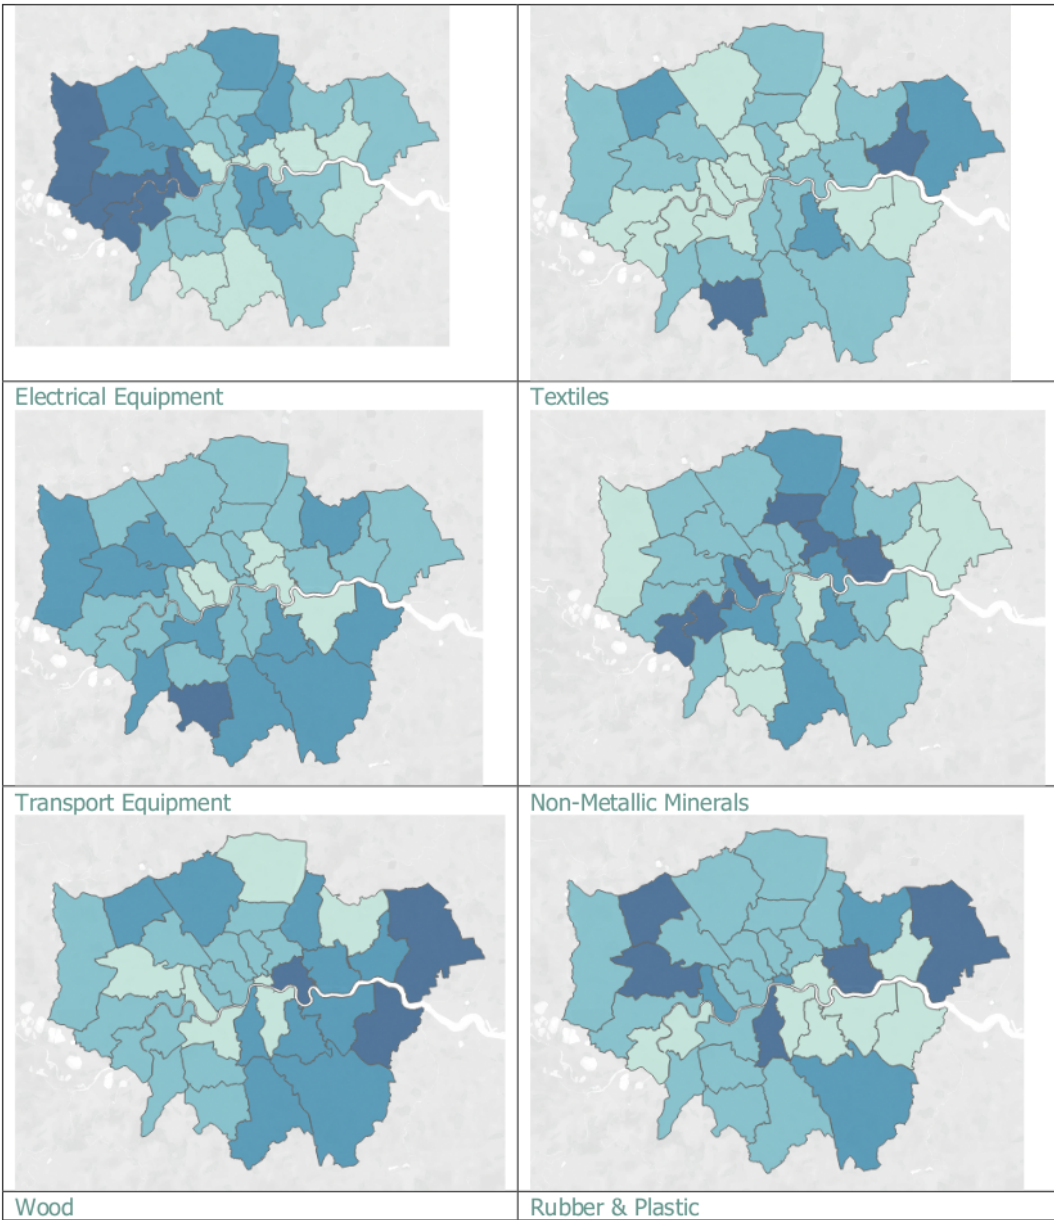 Electrical Equipment
Textiles
Transport Equipment
Non-Metallic Minerals
Wood
Rubber & Plastic